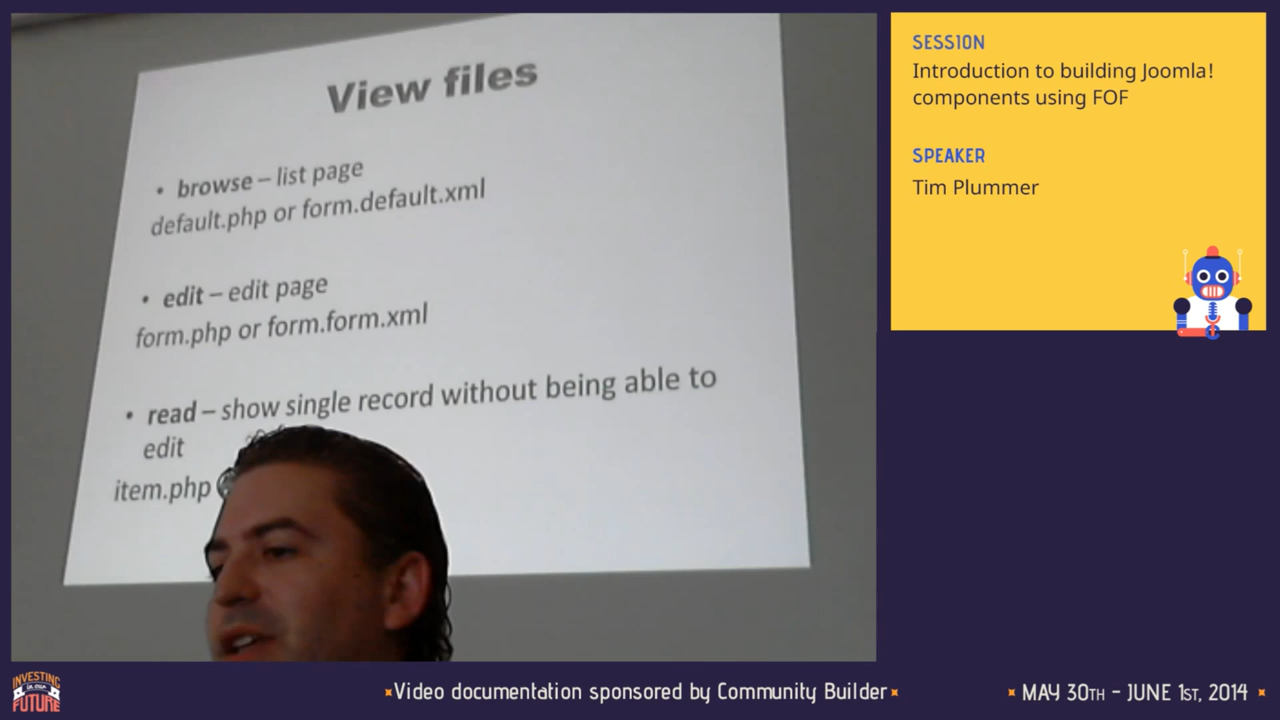 View files
• browse – list page
default.php or form.default.xml
• edit – edit page
form.php or form.form.xml
• read – show single record without being able to
edit
item.php
SESSION
Introduction to building Joomla!
components using FOF
SPEAKER
Tim Plummer
INVESTING
IN OUR
FUTURE
Video documentation sponsored by Community Builder
MAY 30TH - JUNE 1ST, 2014